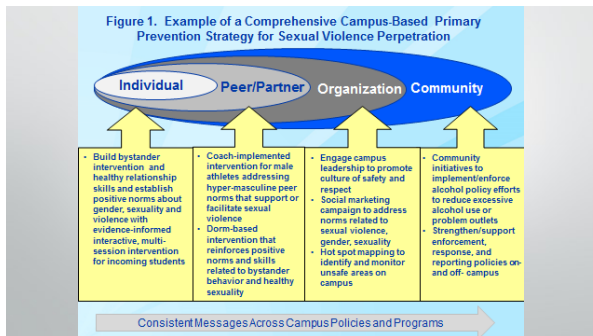 Figure 1.  Example of a Comprehensive Campus-Based  Primary
Prevention Strategy for Sexual Violence Perpetration
Individual
Peer/Partner
Organization
Community
• Build bystander
intervention  and
healthy relationship
skills and establish
positive norms about
gender, sexuality and
violence with
evidence-informed
interactive, multi-
session intervention
for incoming students
• Coach-implemented
intervention for male
athletes addressing
hyper-masculine peer
norms that support or
facilitate sexual
violence
• Dorm-based
intervention that
reinforces positive
norms and skills
related to bystander
behavior and healthy
sexuality
• Engage campus
leadership to promote
culture of safety and
respect
• Social marketing
campaign to address
norms related to
sexual violence,
gender, sexuality
• Hot spot mapping to
identify and monitor
unsafe areas on
campus
• Community
initiatives to
implement/enforce
alcohol policy efforts
to reduce excessive
alcohol use or
problem outlets
• Strengthen/support
enforcement,
response, and
reporting policies on-
and off- campus
Consistent Messages Across Campus Policies and Programs